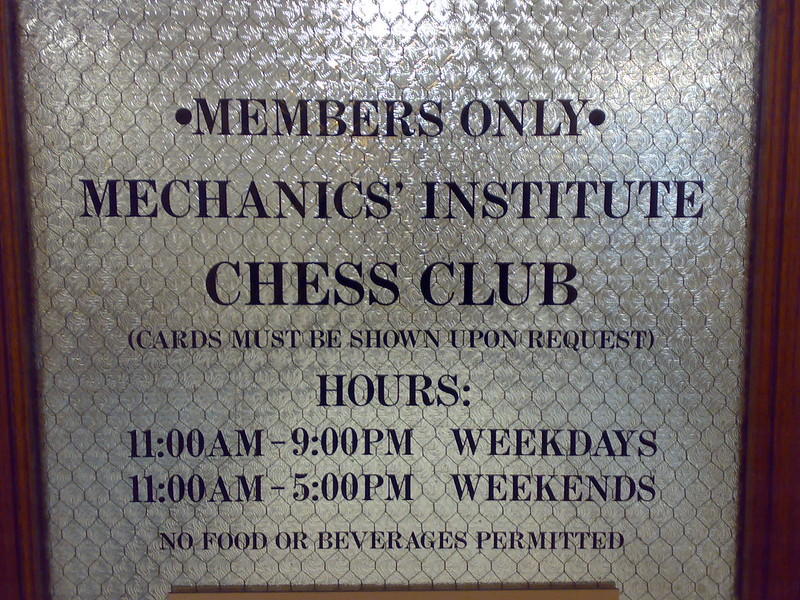 •MEMBERS ONLY•
MECHANICS' INSTITUTE
CHESS CLUB
(CARDS MUST BE SHOWN UPON REQUEST)
HOURS:
11:00AM-9:00PM WEEKDAYS
11:00AM-5:00PM WEEKENDS
NO FOOD OR BEVERAGES PERMITTED